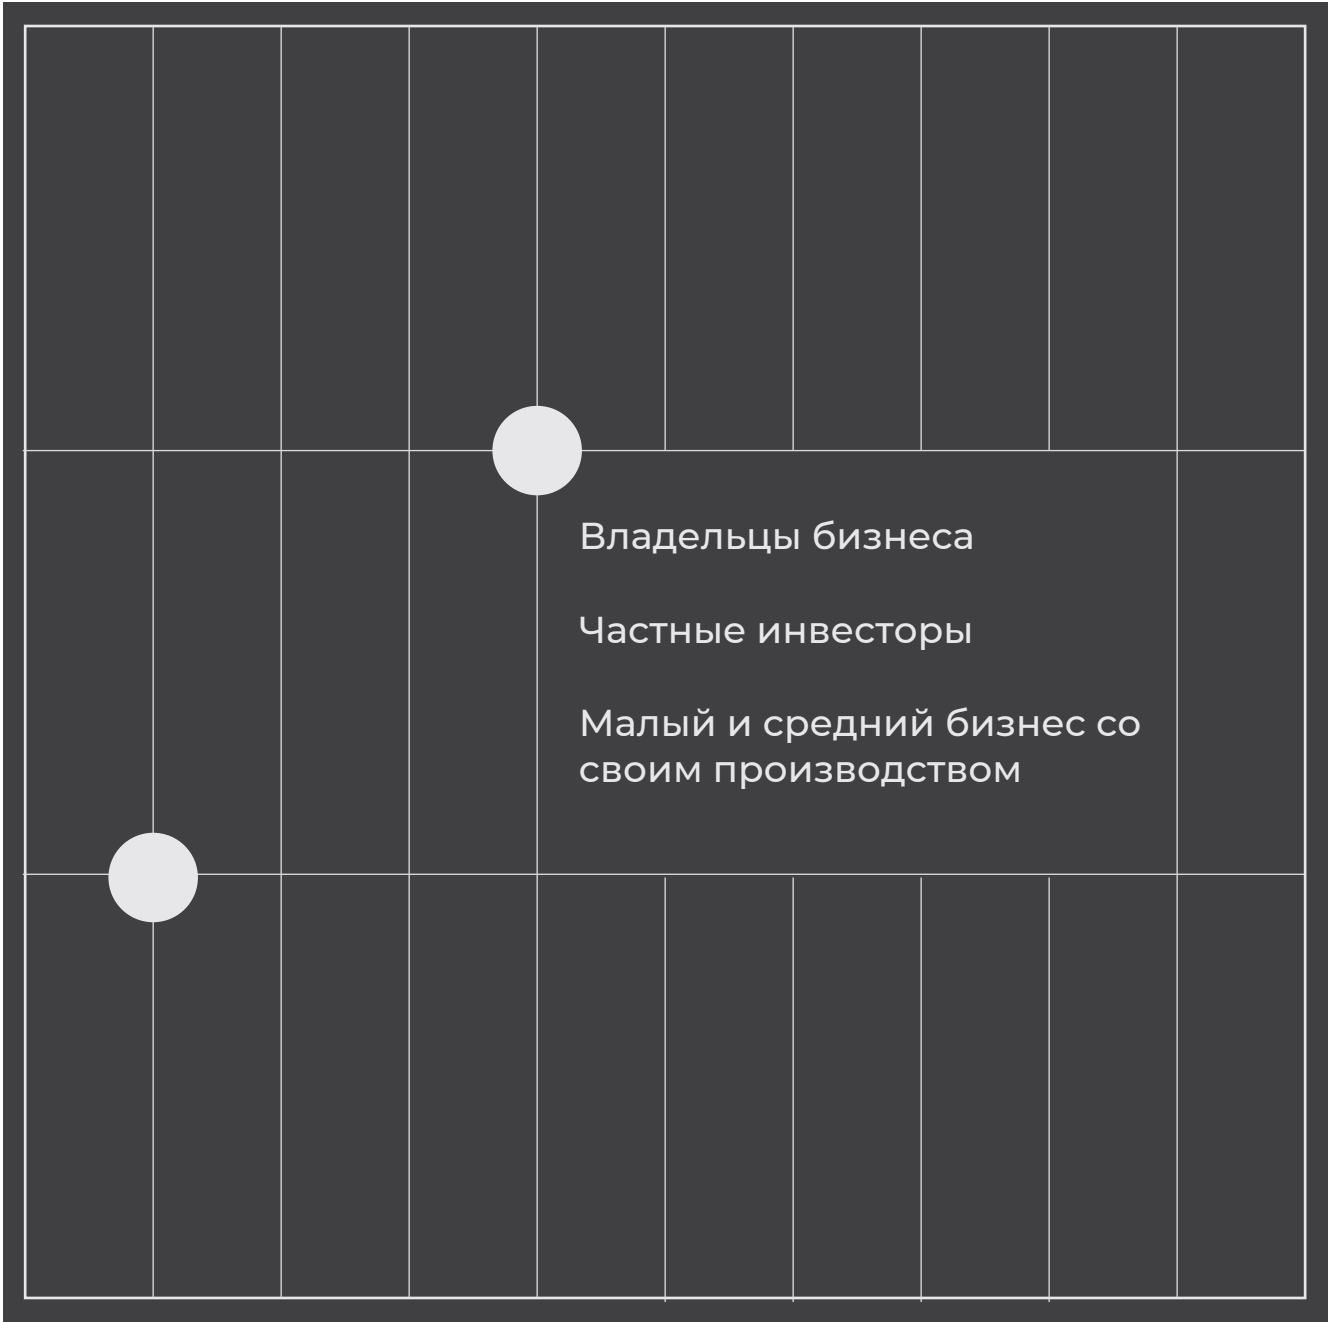 Владельцы бизнеса
Частные инвесторы
Малый и средний бизнес со
своим производством